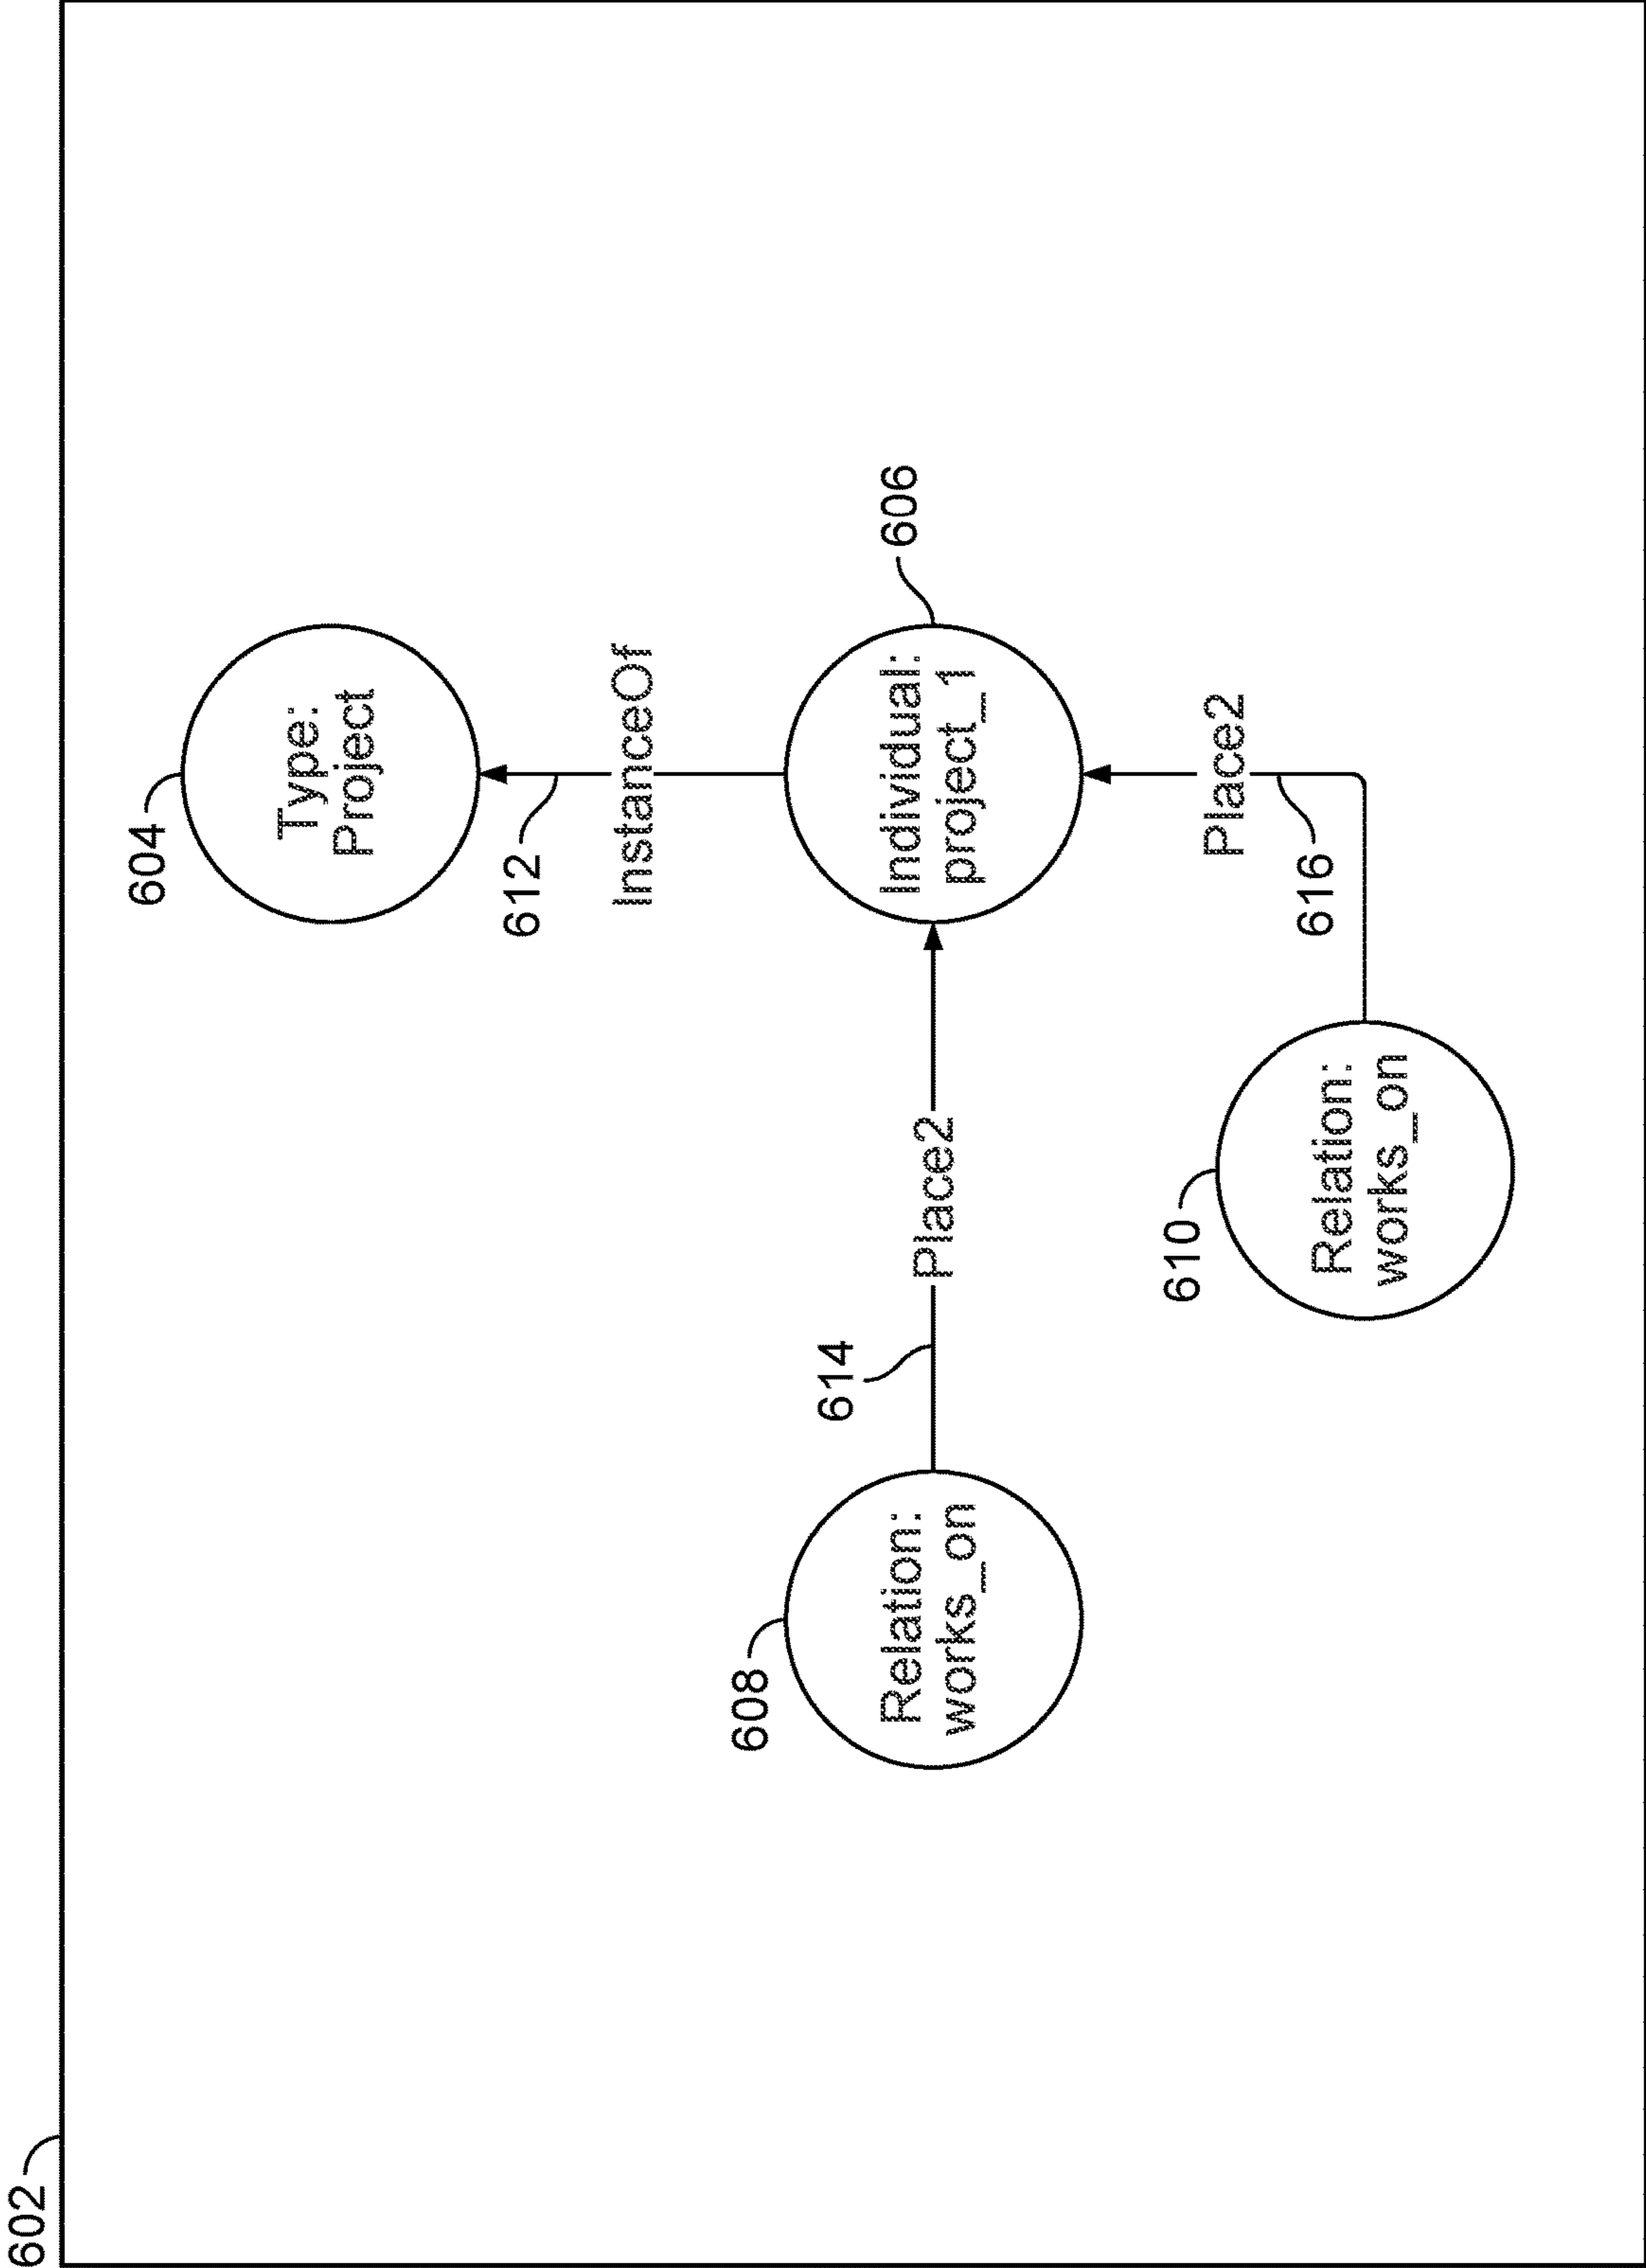 602
604
Type:
Project
612
InstanceOf
606
Individual:
project_1
608
Relation:
works_on
614
Place2
Place2
616
610
Relation:
works_on